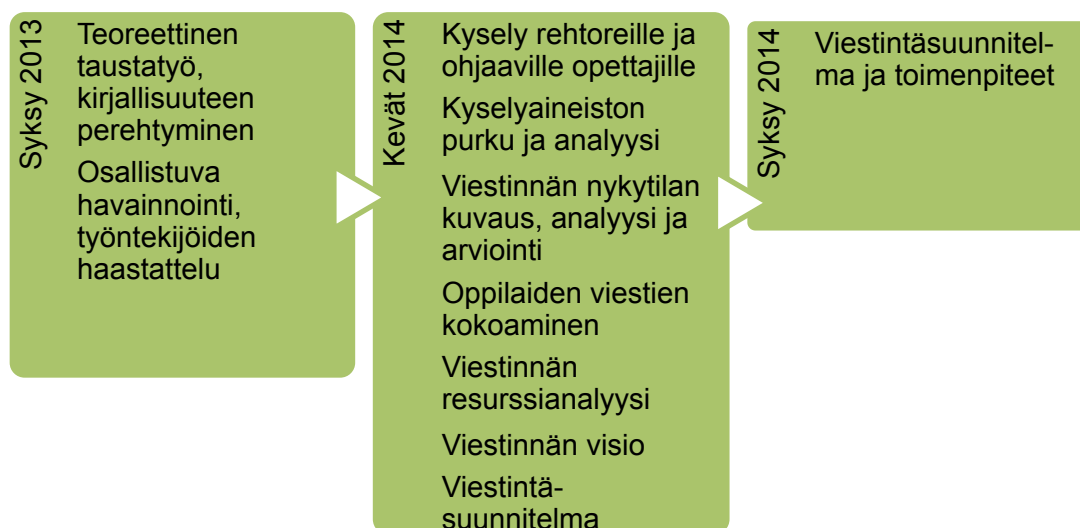 Syksy 2013
Teoreettinen
taustatyö,
kirjallisuuteen
perehtyminen
Osallistuva
havainnointi,
työntekijöiden
haastattelu
Kevät 2014
Kysely rehtoreille ja
ohjaaville opettajille
Kyselyaineiston
purku ja analyysi
Viestinnän nykytilan
kuvaus, analyysi ja
arviointi
Oppilaiden viestien
kokoaminen
Viestinnän
resurssianalyysi
Viestinnän visio
Viestintä-
suunnitelma
Syksy 2014
Viestintäsuunnitel-
ma ja toimenpiteet